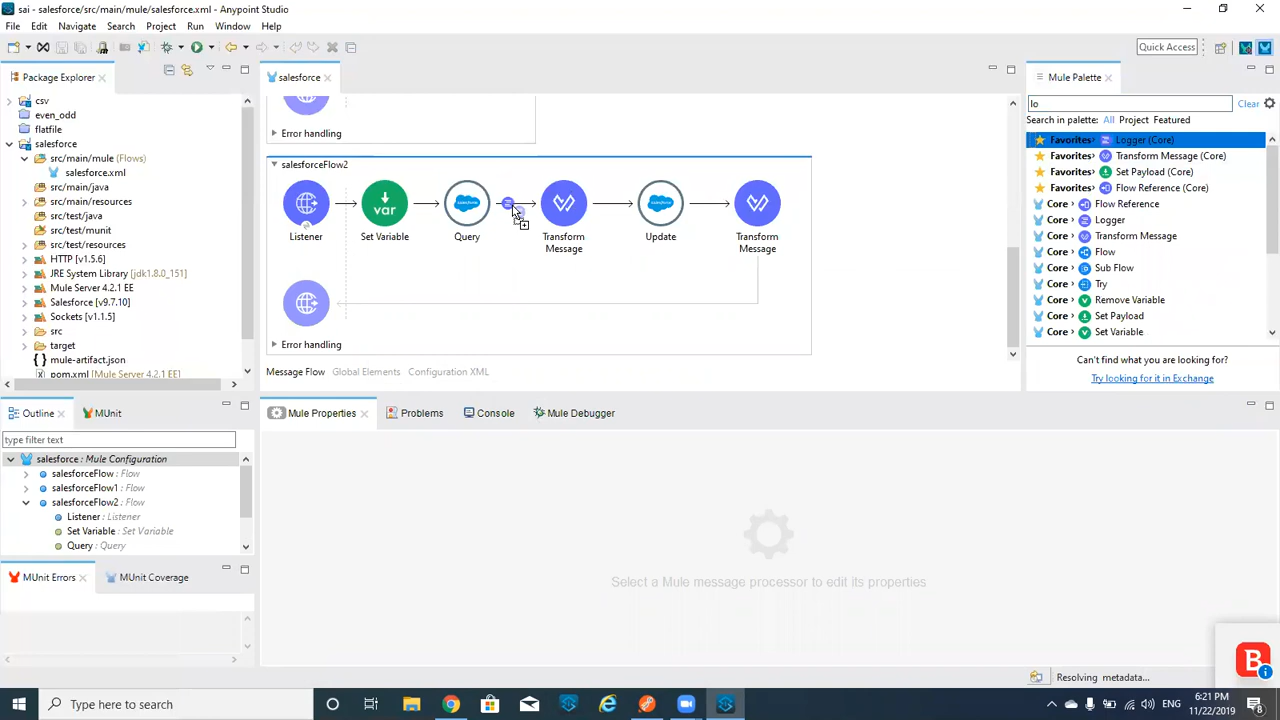 sai - salesforce/src/main/mule/salesforce.xml - Anypoint Studio
File Edit Navigate Search Project Run Window Help
Quick Access
Package Explorer
csv
even_odd
flatfile
salesforce
src/main/mule (Flows)
salesforce.xml
src/main/java
src/main/resources
src/test/java
src/test/munit
src/test/resources
HTTP [v1.5.6]
JRE System Library [jdk1.8.0_151]
Mule Server 4.2.1 EE
Salesforce [v9.7.10]
Sockets [v1.1.5]
src
target
mule-artifact.json
pom.xml [Mule Server 4.2.1 EE]
salesforce
Error handling
salesforceFlow2
var
salesforce
salesforce
Listener Set Variable Query Transform Message Update Transform Message
Error handling
Message Flow Global Elements Configuration XML
Mule Palette
lo
Clear
Search in palette: All Project Featured
Favorites> Logger (Core)
Favorites> Transform Message (Core)
Favorites> Set Payload (Core)
Favorites> Flow Reference (Core)
Core > Flow Reference
Core > Logger
Core > Transform Message
Core > Flow
Core > Sub Flow
Core > Try
Core > Remove Variable
Core > Set Payload
Core > Set Variable
Can't find what you are looking for?
Try looking for it in Exchange
Outline MUnit
type filter text
salesforce : Mule Configuration
salesforceFlow : Flow
salesforceFlow1 : Flow
salesforceFlow2 : Flow
Listener : Listener
Set Variable : Set Variable
Query : Query
MUnit Errors MUnit Coverage
Mule Properties Problems Console Mule Debugger
Select a Mule message processor to edit its properties
B
Resolving metadata...
Type here to search
ENG
6:21 PM
11/22/2019
8